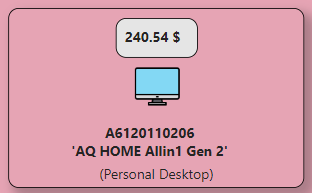 240.54 $
A6120110206
'AQ HOME Allin1 Gen 2'
(Personal Desktop)